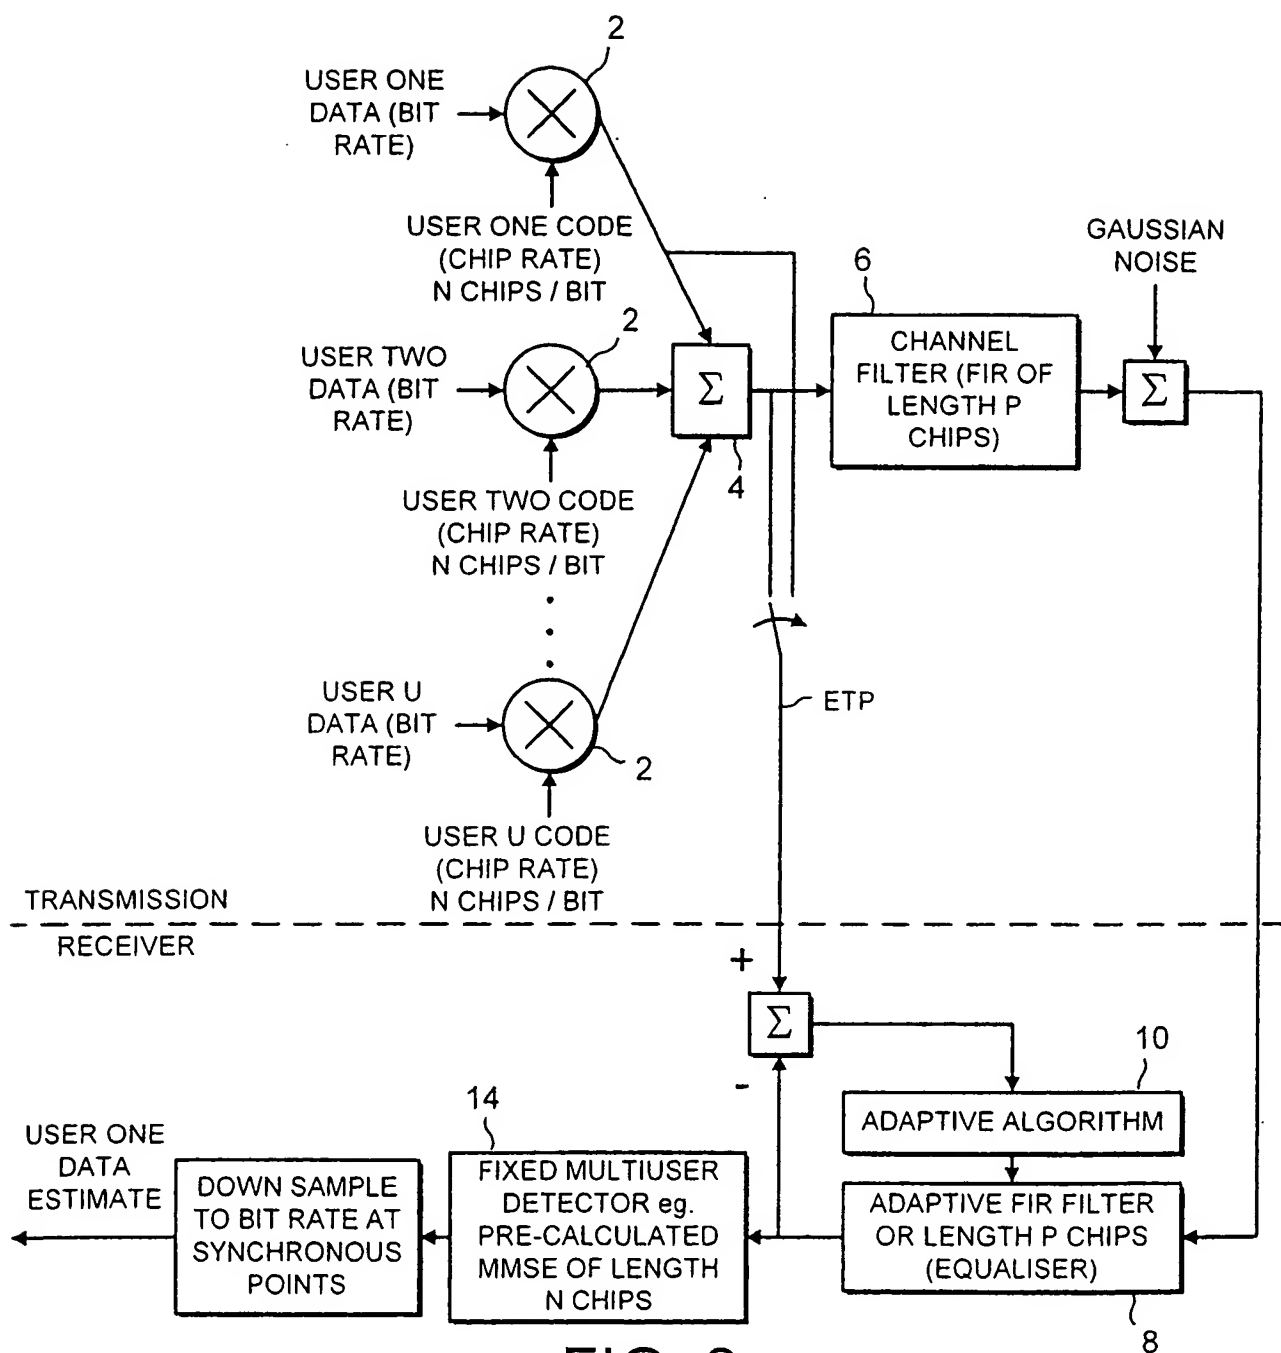 2
USER ONE
DATA (BIT
RATE)
USER ONE CODE
(CHIP RATE)
N CHIPS / BIT
GAUSSIAN
NOISE
6
2
USER TWO
DATA (BIT
RATE)
Σ
4
CHANNEL
FILTER (FIR OF
LENGTH P
CHIPS)
Σ
USER TWO CODE
(CHIP RATE)
N CHIPS / BIT
USER U
DATA (BIT
RATE)
ETP
2
USER U CODE
(CHIP RATE)
N CHIPS / BIT
TRANSMISSION
RECEIVER
+
Σ
-
10
ADAPTIVE ALGORITHM
14
USER ONE
DATA
ESTIMATE
DOWN SAMPLE
TO BIT RATE AT
SYNCHRONOUS
POINTS
FIXED MULTIUSER
DETECTOR eg.
PRE-CALCULATED
MMSE OF LENGTH
N CHIPS
ADAPTIVE FIR FILTER
OR LENGTH P CHIPS
(EQUALISER)
8